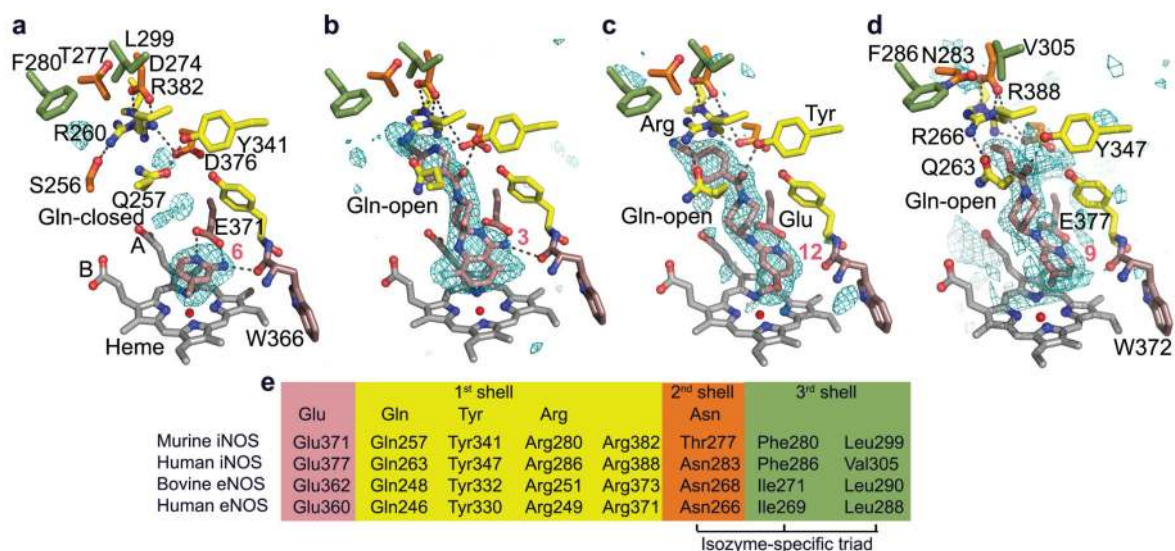 a
b
c
d
L299
T277
D274
F280
R382
R260
Y341
D376
S256
Q257
Gln-closed
A
E371
6
B
W366
Heme
Gln-open
3
Arg
Tyr
Gln-open
Glu
12
N283
V305
F286
R388
R266
Q263
Y347
Gln-open
E377
9
W372
e
1st shell 2nd shell 3rd shell
Glu Gln Tyr Arg Asn
Murine iNOS Glu371 Gln257 Tyr341 Arg280 Arg382 Thr277 Phe280 Leu299
Human iNOS Glu377 Gln263 Tyr347 Arg286 Arg388 Asn283 Phe286 Val305
Bovine eNOS Glu362 Gln248 Tyr332 Arg251 Arg373 Asn268 Ile271 Leu290
Human eNOS Glu360 Gln246 Tyr330 Arg249 Arg371 Asn266 Ile269 Leu288
Isozyme-specific triad